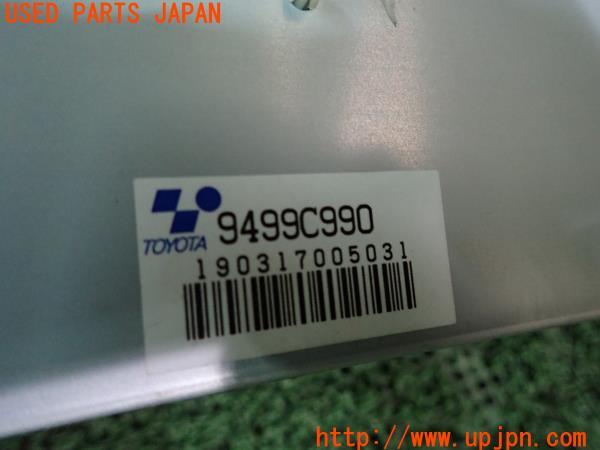 USED PARTS JAPAN
TOYOTA
9499C990
190317005031
http://www.upjpn.com